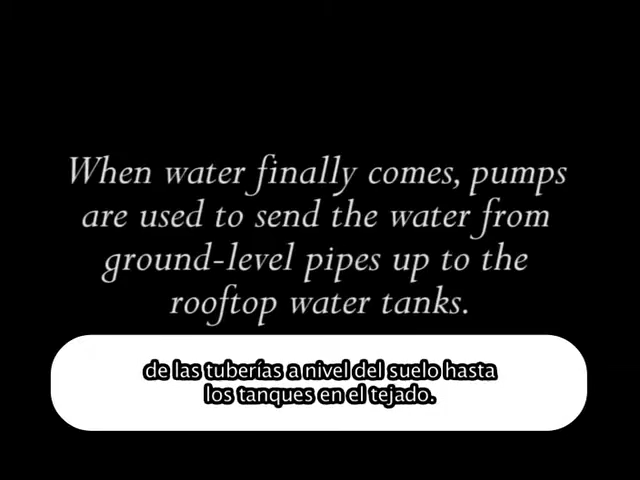 When water finally comes, pumps
are used to send the water from
ground-level pipes up to the
rooftop water tanks.
de las tuberías a nivel del suelo hasta
los tanques en el tejado.